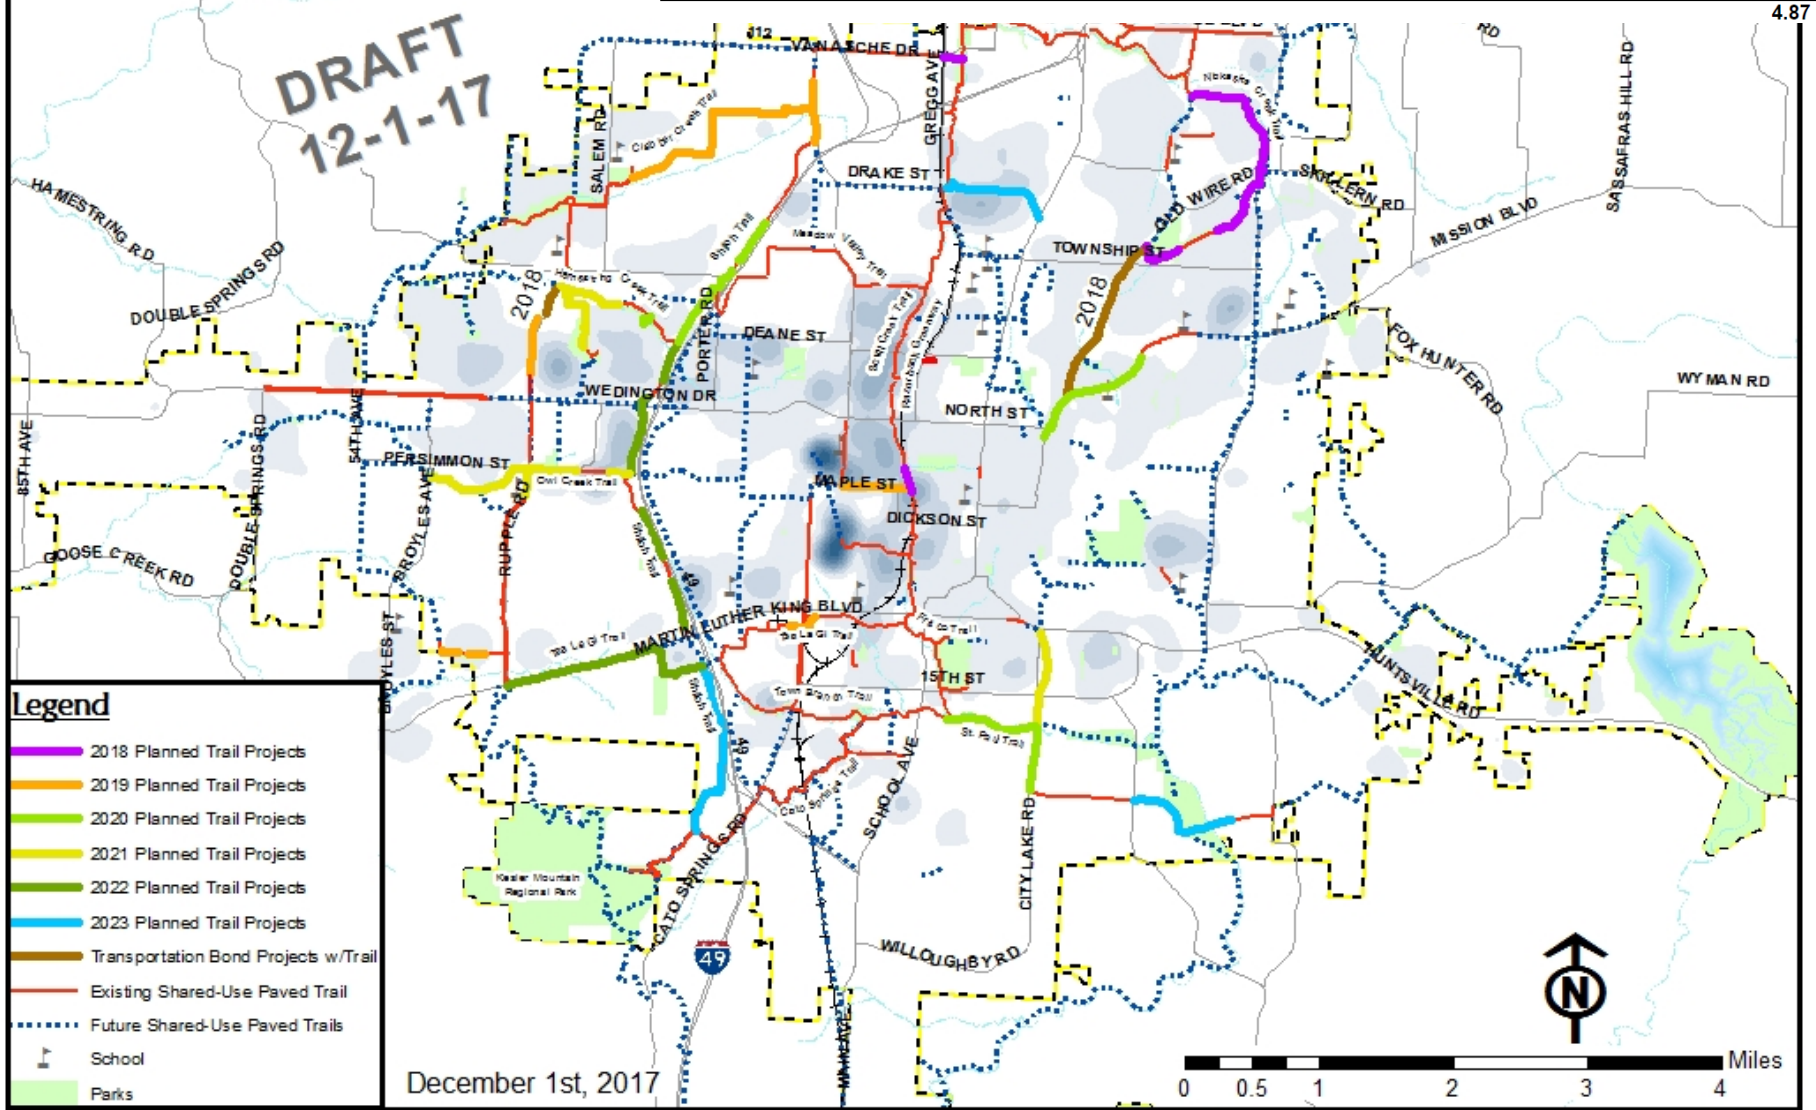 4.87
DRAFT
12-1-17
112
VAN ASCHE DR
GREGG AVE
RD
SASSAFRAS HILL RD
SALEM RD
DRAKE ST
OLD WIRE RD
SKILLERN RD
MISSION BLVD
HAMESTRING RD
DOUBLE SPRINGS RD
Shiloh Trail
Meadow Valley Trail
TOWNSHIP ST
2018
Hamestring Creek Trail
2018
PORTER RD
DEANE ST
Scull Creek Trail
Razorback Greenway
FOX HUNTER RD
WYMAN RD
WEDINGTON DR
NORTH ST
85TH AVE
54TH AVE
DOUBLE SPRINGS RD
PERSIMMON ST
Owl Creek Trail
MAPLE ST
DICKSON ST
BROYLES AVE
RUPPLE RD
Shiloh Trail
49
GOOSE CREEK RD
MARTIN LUTHER KING BLVD
Tsa La Gi Trail
Tsa La Gi Trail
Frisco Trail
15TH ST
HUNTSVILLE RD
BROYLES ST
Town Branch Trail
Shiloh Trail
49
St. Paul Trail
SCHOOL AVE
Cato Springs Trail
CATO SPRINGS RD
CITY LAKE RD
Kessler Mountain
Regional Park
WILLOUGHBY RD
49
MAIN AVE
Legend
2018 Planned Trail Projects
2019 Planned Trail Projects
2020 Planned Trail Projects
2021 Planned Trail Projects
2022 Planned Trail Projects
2023 Planned Trail Projects
Transportation Bond Projects w/Trail
Existing Shared-Use Paved Trail
Future Shared-Use Paved Trails
School
Parks
December 1st, 2017
N
Miles
0 0.5 1 2 3 4